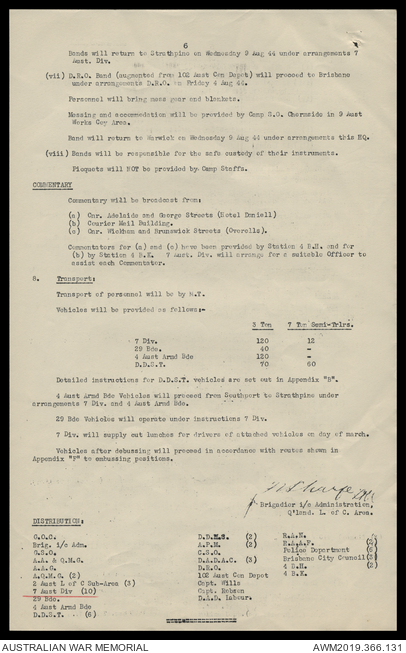 6
Bands will return to Strathpine on Wednesday 9 Aug 44 under arrangements 7
Aust. Div.
(vii) D.R.O. Band (augmented from 102 Aust Con Depot) will proceed to Brisbane
under arrangements D.R.O. on Friday 4 Aug 44.
Personnel will bring mess gear and blankets.
Messing and accommodation will be provided by Camp C.O. Chermside in 9 Aust
Works Coy Area.
Band will return to Warwick on Wednesday 9 Aug 44 under arrangements this HQ.
(viii) Bands will be responsible for the safe custody of their instruments.
Picquets will NOT be provided by Camp Staffs.
COMMENTARY
Commentary will be broadcast from:
(a) Cnr. Adelaide and George Streets (Hotel Daniell)
(b) Courier Mail Building.
(c) Cnr. Wickham and Brunswick Streets (Overells).
Commentators for (a) and (c) have been provided by Station 4 B.H. and for
(b) by Station 4 B.K. 7 Aust. Div. will arrange for a suitable Officer to
assist each Commentator.
8. Transport:
Transport of personnel will be by M.T.
Vehicles will be provided as follows:-
3 Ton 7 Ton Semi-Trlrs.
7 Div. 120 12
29 Bde. 40 -
4 Aust Armd Bde 120 -
D.D.S.T. 70 60
Detailed instructions for D.D.S.T. vehicles are set out in Appendix "B".
4 Aust Armd Bde Vehicles will proceed from Southport to Strathpine under
arrangements 7 Div. and 4 Aust Armd Bde.
29 Bde Vehicles will operate under instructions 7 Div.
7 Div. will supply cut lunches for drivers of attached vehicles on day of march.
Vehicles after debussing will proceed in accordance with routes shown in
Appendix "F" to embussing positions.
Brigadier i/c Administration,
Q'land. L. of C. Area.
DISTRIBUTION:
G.O.C.
Brig. i/c Adm.
G.S.O.
A.A. & Q.M.G.
A.A.G.
A.Q.M.G. (2)
2 Aust L of C Sub-Area (3)
7 Aust Div (10)
29 Bde.
4 Aust Armd Bde
D.D.S.T. (6)
D.D.M.S. (2)
A.P.M. (2)
C.S.O.
D.A.D.A.C. (3)
D.R.O.
102 Aust Con Depot
Capt. Wills
Capt. Hobson
D.A.D. Labour.
R.A.N.
R.A.A.F. (2)
Police Department (2)
Brisbane City Council (3)
4 B.H. (2)
4 B.K.
AUSTRALIAN WAR MEMORIAL
AWM2019.366.131